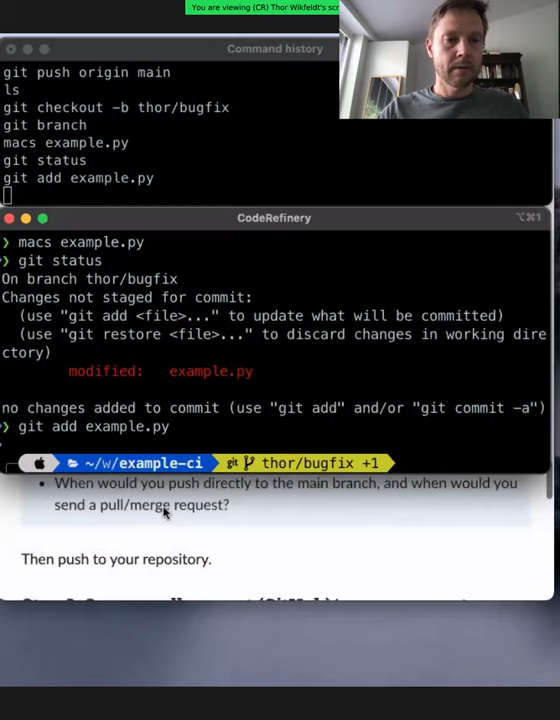 You are viewing (CR) Thor Wikfeldt's scr
Command history
git push origin main
ls
git checkout -b thor/bugfix
git branch
macs example.py
git status
git add example.py
CodeRefinery
⌥⌘1
❯ macs example.py
❯ git status
On branch thor/bugfix
Changes not staged for commit:
(use "git add <file>..." to update what will be committed)
(use "git restore <file>..." to discard changes in working dire
ctory)
modified: example.py
no changes added to commit (use "git add" and/or "git commit -a")
❯ git add example.py
~/w/example-ci git thor/bugfix +1
• When would you push directly to the main branch, and when would you
send a pull/merge request?
Then push to your repository.